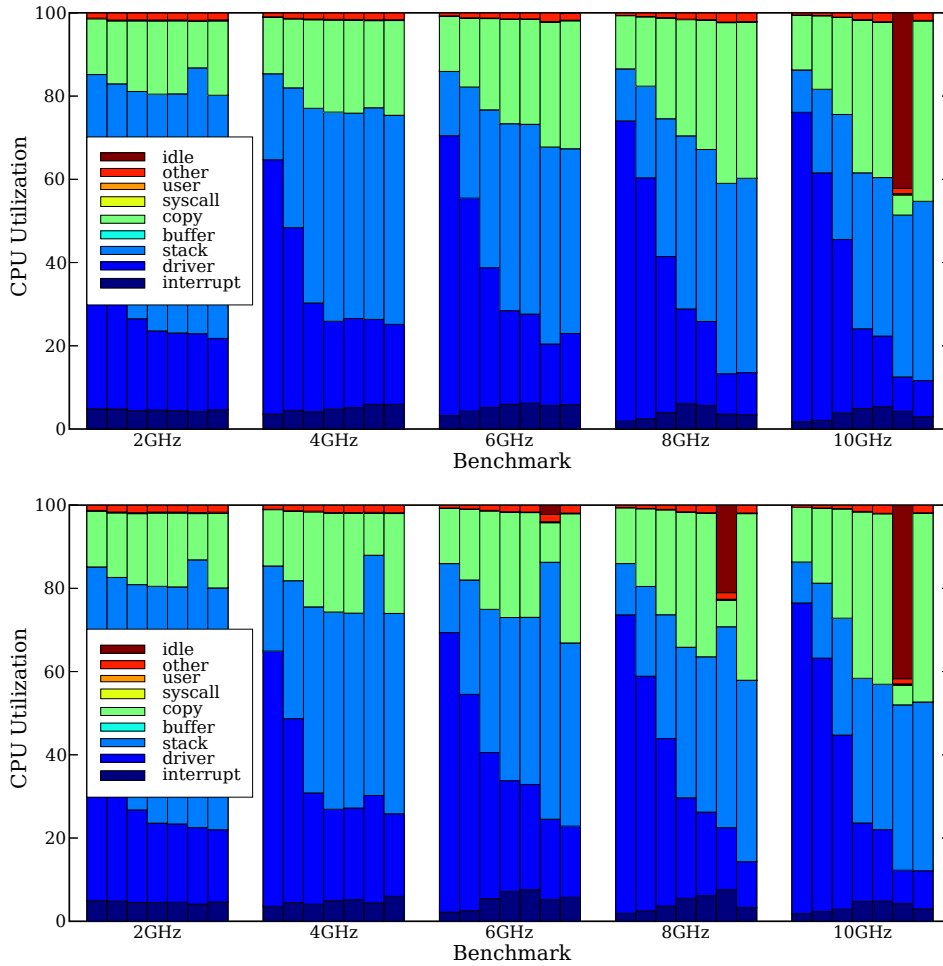 100
80
60
40
20
0
CPU Utilization
idle
other
user
syscall
copy
buffer
stack
driver
interrupt
2GHz 4GHz 6GHz 8GHz 10GHz
Benchmark
100
80
60
40
20
0
CPU Utilization
idle
other
user
syscall
copy
buffer
stack
driver
interrupt
2GHz 4GHz 6GHz 8GHz 10GHz
Benchmark